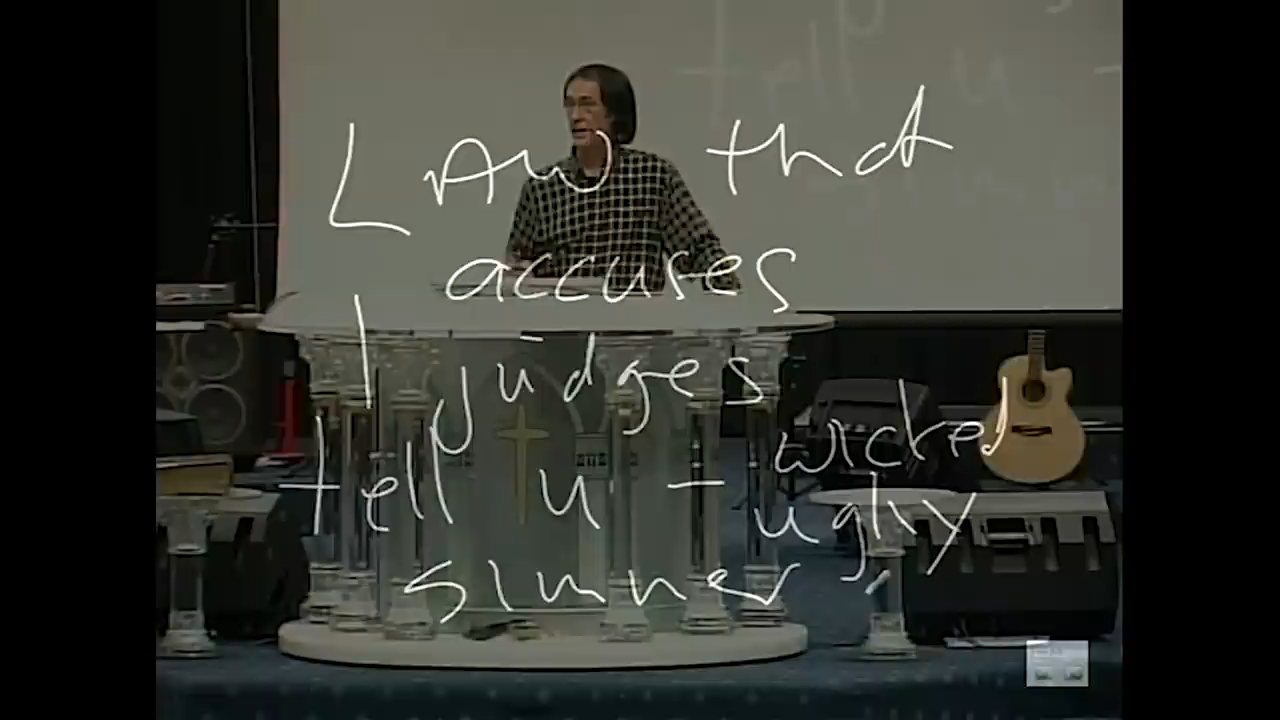 LAW that
accuses
judges
tell u - wicked
ugly
sinner